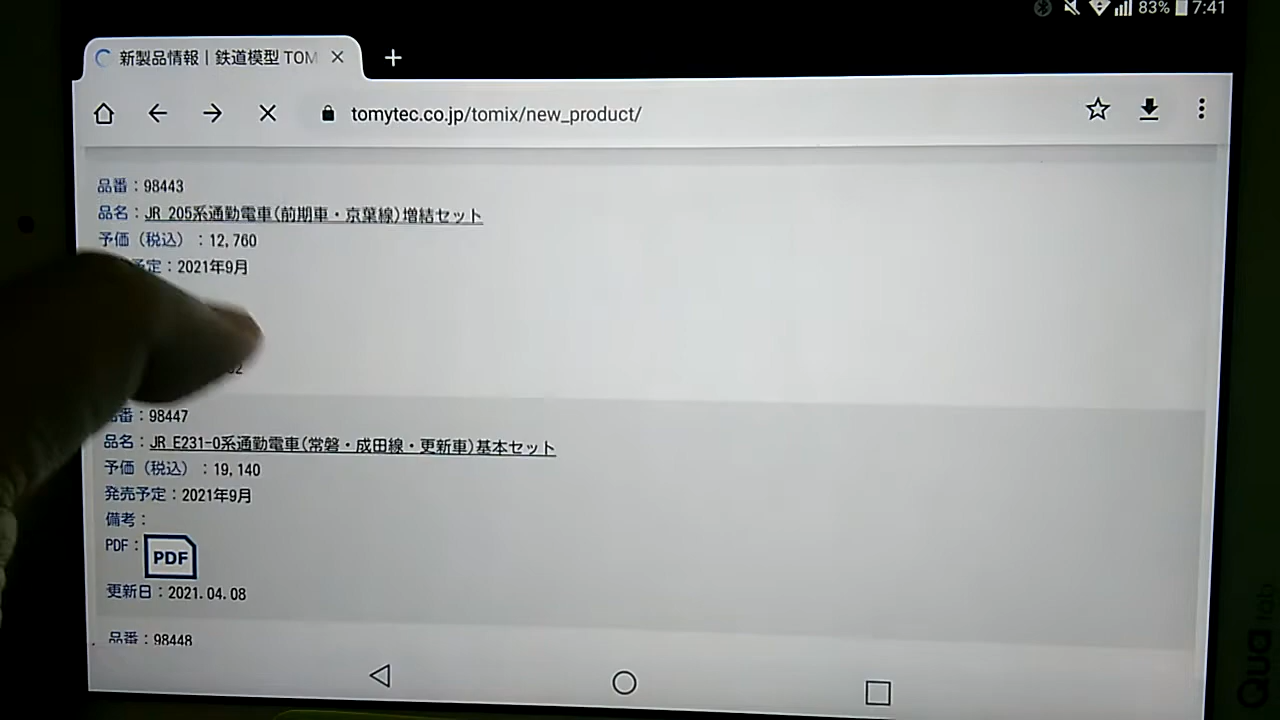 83% 7:41
新製品情報 | 鉄道模型 TOM
tomytec.co.jp/tomix/new_product/
品番：98443
品名：JR 205系通勤電車(前期車・京葉線)増結セット
予価（税込）：12,760
予定：2021年9月
番：98447
品名：JR E231-0系通勤電車(常磐・成田線・更新車)基本セット
予価（税込）：19,140
発売予定：2021年9月
備考：
PDF：PDF
更新日：2021.04.08
品番：98448
Qua tab